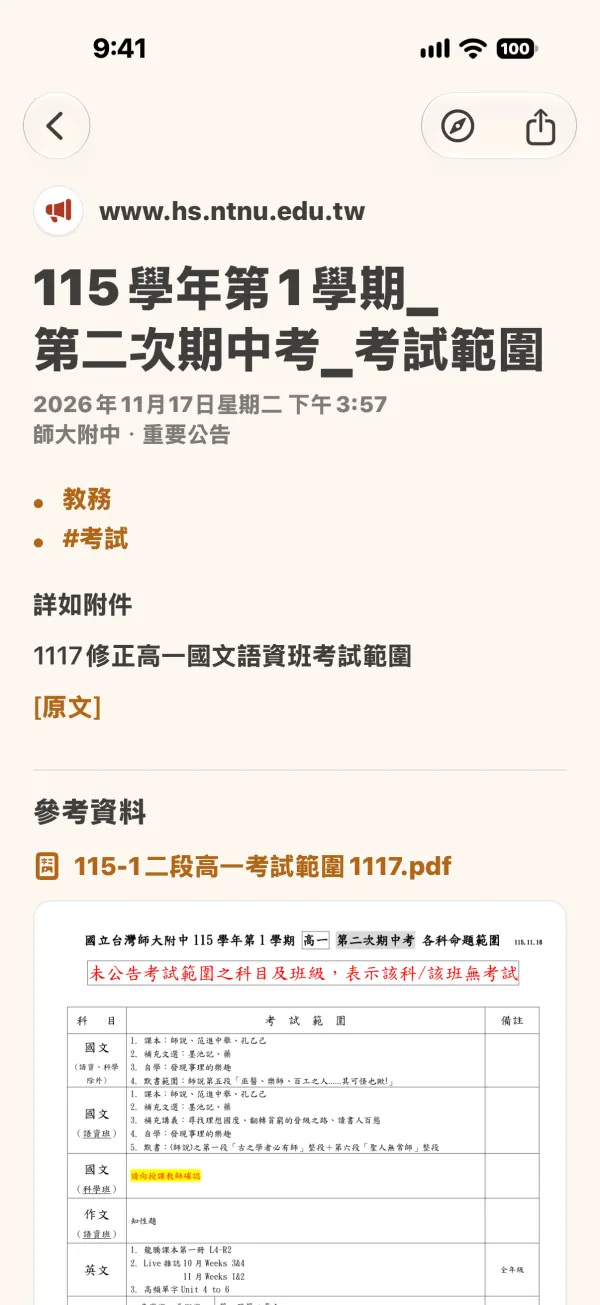 9:41
100
www.hs.ntnu.edu.tw
115 學年第 1 學期_
第二次期中考_考試範圍
2026 年 11 月 17 日星期二 下午 3:57
師大附中 · 重要公告
• 教務
• #考試
詳如附件
1117 修正高一國文語資班考試範圍
[原文]
參考資料
115-1 二段高一考試範圍 1117.pdf
國立台灣師大附中 115 學年第 1 學期 高一 第二次期中考 各科命題範圍 115.11.16
未公告考試範圍之科目及班級，表示該科/該班無考試
科 目 考 試 範 圍 備註
國文
(語資、科學
除外)
1. 課本：師說、范進中舉、孔乙己
2. 補充文選：墨池記、藥
3. 自學：發現事理的樂趣
4. 默書範圍：師說第五段「巫醫、樂師、百工之人……其可怪也歟!」
國文
(語資班)
1. 課本：師說、范進中舉、孔乙己
2. 補充文選：墨池記、藥
3. 補充講義：尋找理想國度、翻轉貧窮的晉級之路、讀書人百態
4. 自學：發現事理的樂趣
5. 默書：(師說)之第一段「古之學者必有師」整段＋第六段「聖人無常師」整段
國文
(科學班)
請向授課教師確認
作文
(語資班)
知性題
英文
1. 龍騰課本第一冊 L4-R2
2. Live 雜誌 10 月 Weeks 3&4
11 月 Weeks 1&2
3. 高頻單字 Unit 4 to 6
全年級